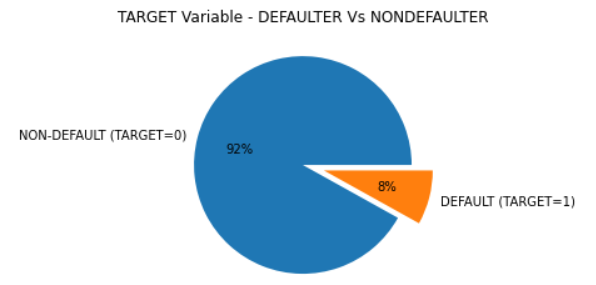 TARGET Variable - DEFAULTER Vs NONDEFAULTER
NON-DEFAULT (TARGET=0)
92%
8%
DEFAULT (TARGET=1)